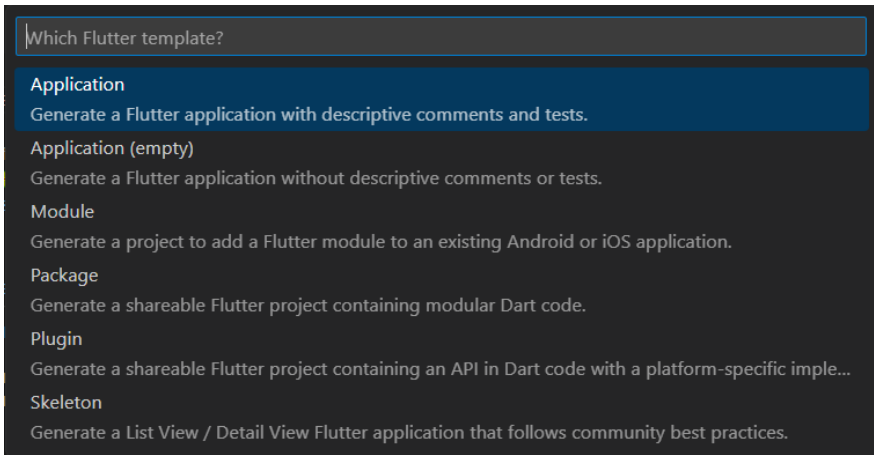 Which Flutter template?
Application
Generate a Flutter application with descriptive comments and tests.
Application (empty)
Generate a Flutter application without descriptive comments or tests.
Module
Generate a project to add a Flutter module to an existing Android or iOS application.
Package
Generate a shareable Flutter project containing modular Dart code.
Plugin
Generate a shareable Flutter project containing an API in Dart code with a platform-specific imple...
Skeleton
Generate a List View / Detail View Flutter application that follows community best practices.